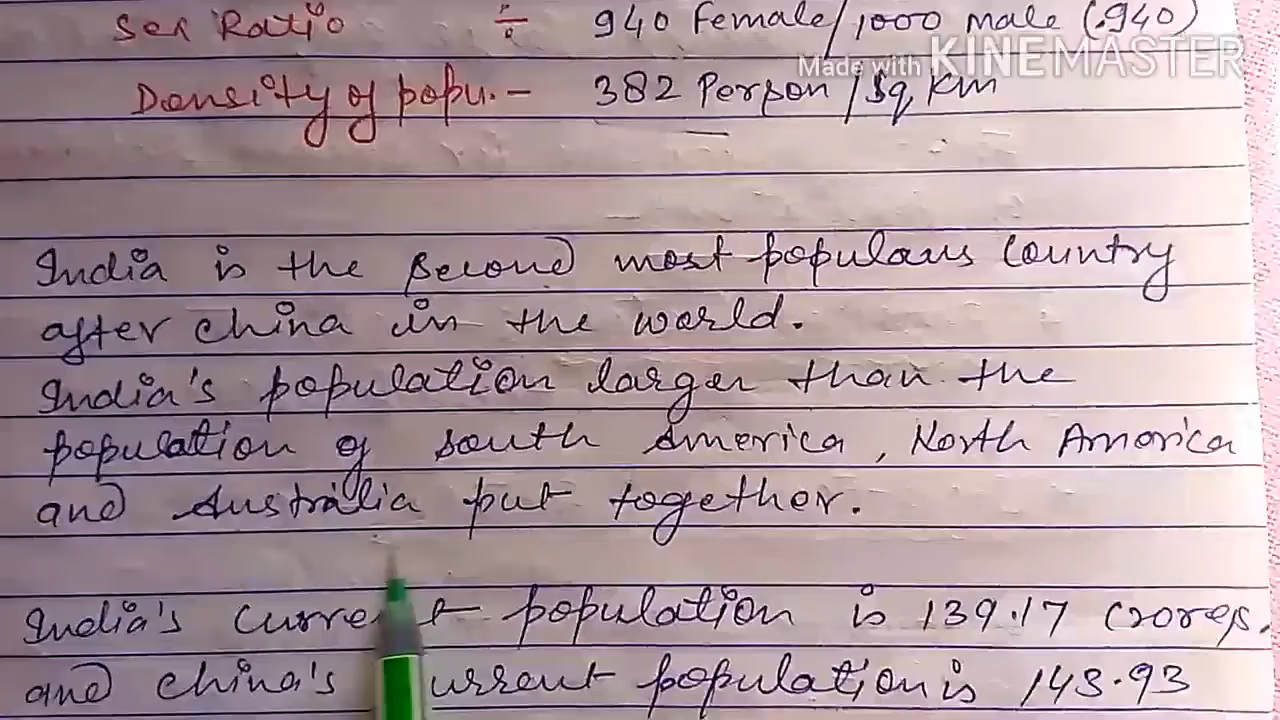 Sex Ratio ÷ 940 Female/1000 male (.940)
Made with KINEMASTER
Density of popu. - 382 Person/Sq, Km
India is the second most populous Country
after China in the world.
India's population larger than the
population of south America, North America
and Australia put together.
India's curre t population is 139.17 crores.
and china's urrent population is 143.93